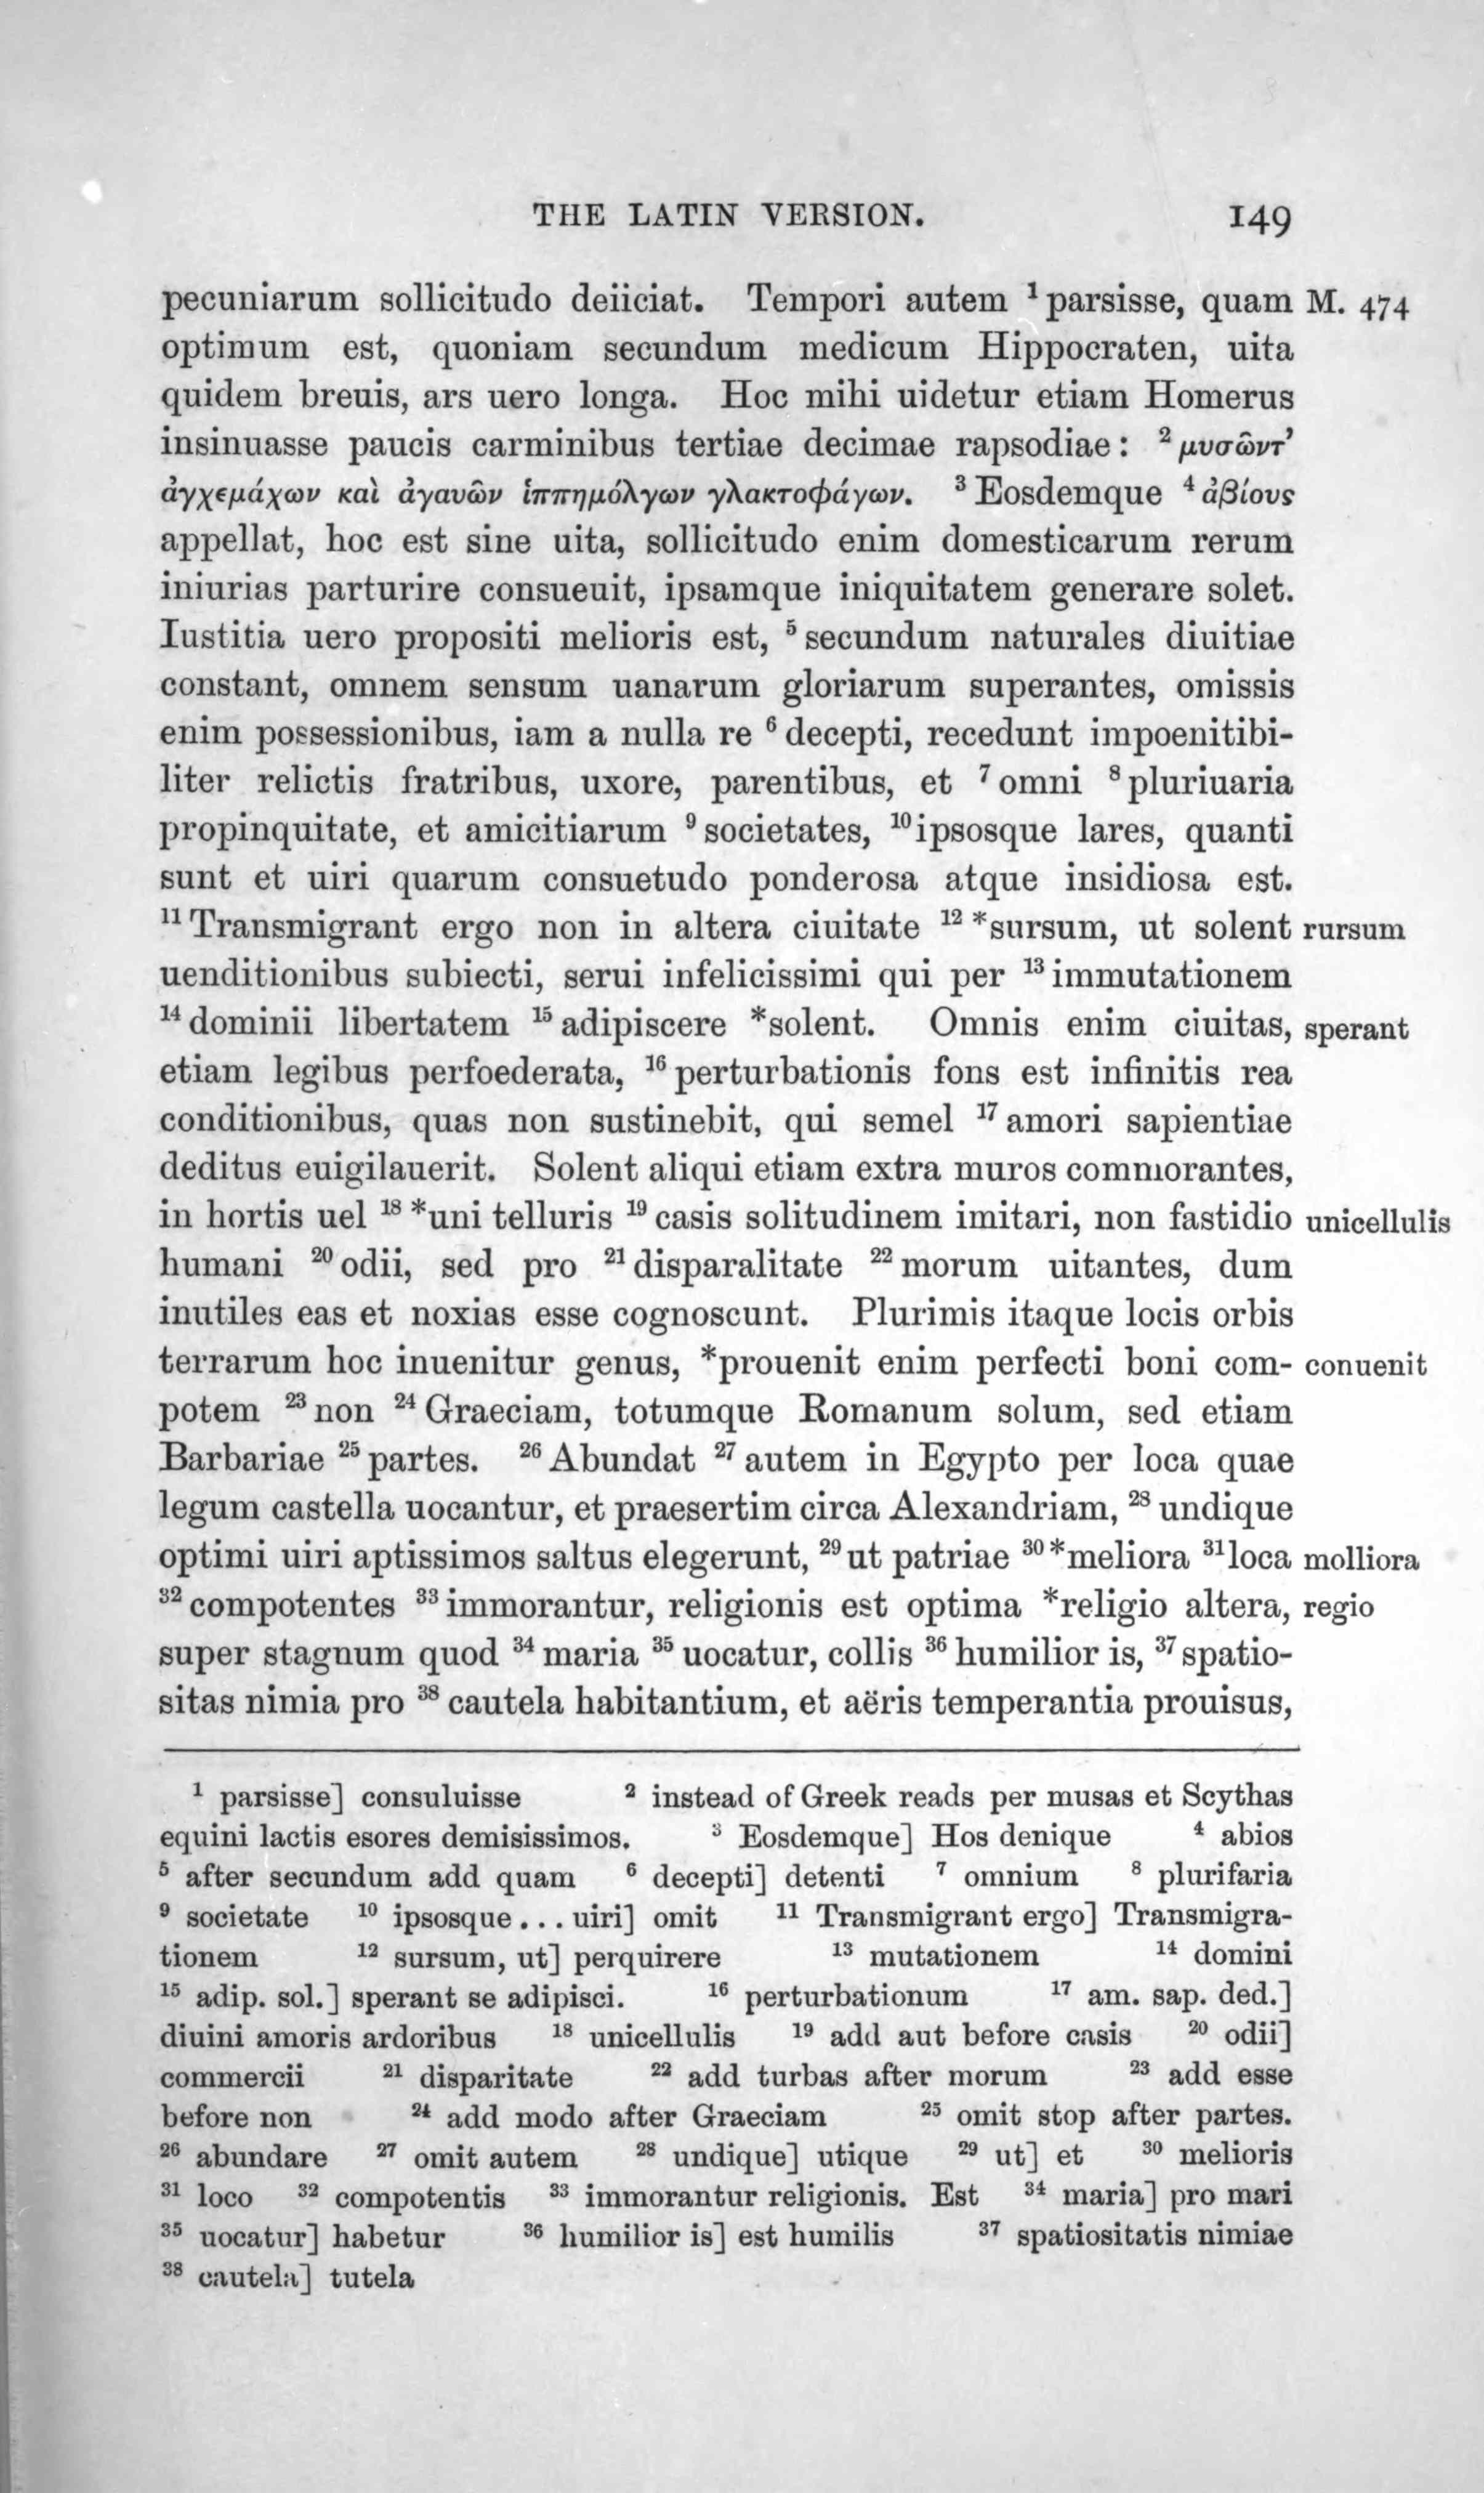 THE LATIN VERSION. 149
pecuniarum sollicitudo deiiciat. Tempori autem ¹ parsisse, quam M. 474
optimum est, quoniam secundum medicum Hippocraten, uita
quidem breuis, ars uero longa. Hoc mihi uidetur etiam Homerus
insinuasse paucis carminibus tertiae decimae rapsodiae: ² μυσῶντ’
ἀγχεμάχων καὶ ἀγαυῶν ἱππημόλγων γλακτοφάγων. ³ Eosdemque ⁴ ἀβίους
appellat, hoc est sine uita, sollicitudo enim domesticarum rerum
iniurias parturire consueuit, ipsamque iniquitatem generare solet.
Iustitia uero propositi melioris est, ⁵ secundum naturales diuitiae
constant, omnem sensum uanarum gloriarum superantes, omissis
enim possessionibus, iam a nulla re ⁶ decepti, recedunt impoenitibi-
liter relictis fratribus, uxore, parentibus, et ⁷ omni ⁸ pluriuaria
propinquitate, et amicitiarum ⁹ societates, ¹⁰ ipsosque lares, quanti
sunt et uiri quarum consuetudo ponderosa atque insidiosa est.
¹¹ Transmigrant ergo non in altera ciuitate ¹² *sursum, ut solent rursum
uenditionibus subiecti, serui infelicissimi qui per ¹³ immutationem
¹⁴ dominii libertatem ¹⁵ adipiscere *solent. Omnis enim ciuitas, sperant
etiam legibus perfoederata, ¹⁶ perturbationis fons est infinitis rea
conditionibus, quas non sustinebit, qui semel ¹⁷ amori sapientiae
deditus euigilauerit. Solent aliqui etiam extra muros commorantes,
in hortis uel ¹⁸ *uni telluris ¹⁹ casis solitudinem imitari, non fastidio unicellulis
humani ²⁰ odii, sed pro ²¹ disparalitate ²² morum uitantes, dum
inutiles eas et noxias esse cognoscunt. Plurimis itaque locis orbis
terrarum hoc inuenitur genus, *prouenit enim perfecti boni com- conuenit
potem ²³ non ²⁴ Graeciam, totumque Romanum solum, sed etiam
Barbariae ²⁵ partes. ²⁶ Abundat ²⁷ autem in Egypto per loca quae
legum castella uocantur, et praesertim circa Alexandriam, ²⁸ undique
optimi uiri aptissimos saltus elegerunt, ²⁹ ut patriae ³⁰ *meliora ³¹ loca molliora
³² compotentes ³³ immorantur, religionis est optima *religio altera, regio
super stagnum quod ³⁴ maria ³⁵ uocatur, collis ³⁶ humilior is, ³⁷ spatio-
sitas nimia pro ³⁸ cautela habitantium, et aëris temperantia prouisus,
¹ parsisse] consuluisse ² instead of Greek reads per musas et Scythas
equini lactis esores demisissimos. ³ Eosdemque] Hos denique ⁴ abios
⁵ after secundum add quam ⁶ decepti] detenti ⁷ omnium ⁸ plurifaria
⁹ societate ¹⁰ ipsosque . . . uiri] omit ¹¹ Transmigrant ergo] Transmigra-
tionem ¹² sursum, ut] perquirere ¹³ mutationem ¹⁴ domini
¹⁵ adip. sol.] sperant se adipisci. ¹⁶ perturbationum ¹⁷ am. sap. ded.]
diuini amoris ardoribus ¹⁸ unicellulis ¹⁹ add aut before casis ²⁰ odii]
commercii ²¹ disparitate ²² add turbas after morum ²³ add esse
before non ²⁴ add modo after Graeciam ²⁵ omit stop after partes.
²⁶ abundare ²⁷ omit autem ²⁸ undique] utique ²⁹ ut] et ³⁰ melioris
³¹ loco ³² compotentis ³³ immorantur religionis. Est ³⁴ maria] pro mari
³⁵ uocatur] habetur ³⁶ humilior is] est humilis ³⁷ spatiositatis nimiae
³⁸ cautela] tutela